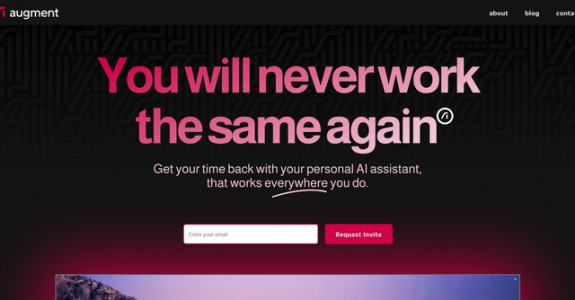 augment
about blog conta
You will never work
the same again
Get your time back with your personal AI assistant,
that works everywhere you do.
Enter your email Request Invite